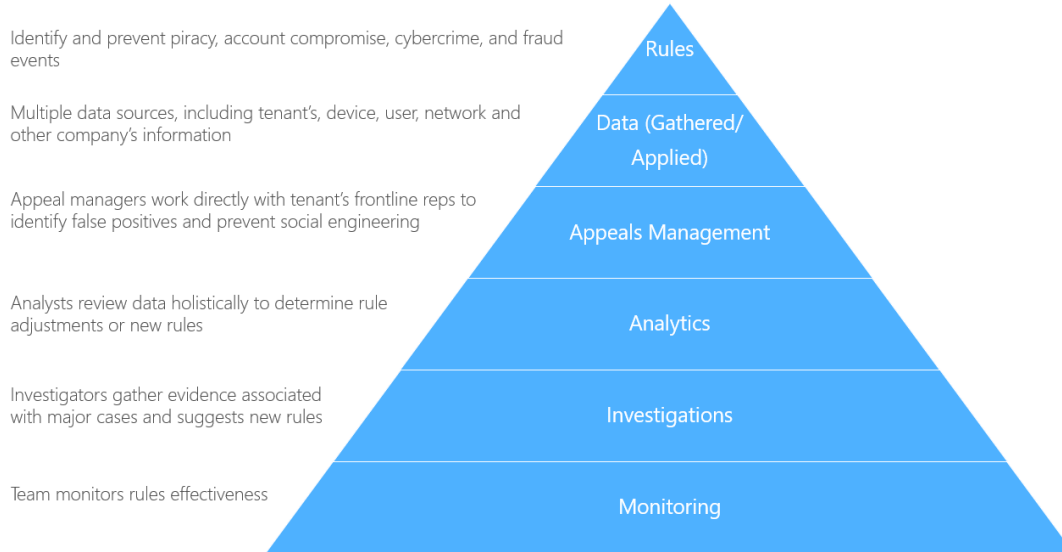 Identify and prevent piracy, account compromise, cybercrime, and fraud
events
Rules
Multiple data sources, including tenant's, device, user, network and
other company's information
Data (Gathered/
Applied)
Appeal managers work directly with tenant's frontline reps to
identify false positives and prevent social engineering
Appeals Management
Analysts review data holistically to determine rule
adjustments or new rules
Analytics
Investigators gather evidence associated
with major cases and suggests new rules
Investigations
Team monitors rules effectiveness
Monitoring